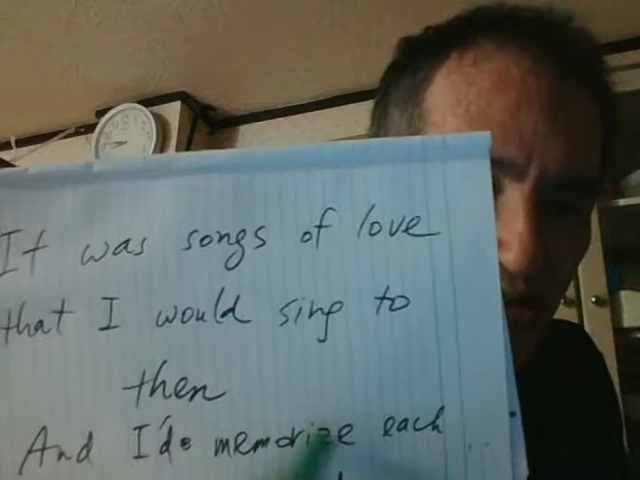 It was songs of love
that I would sing to
then
And I'd memorize each